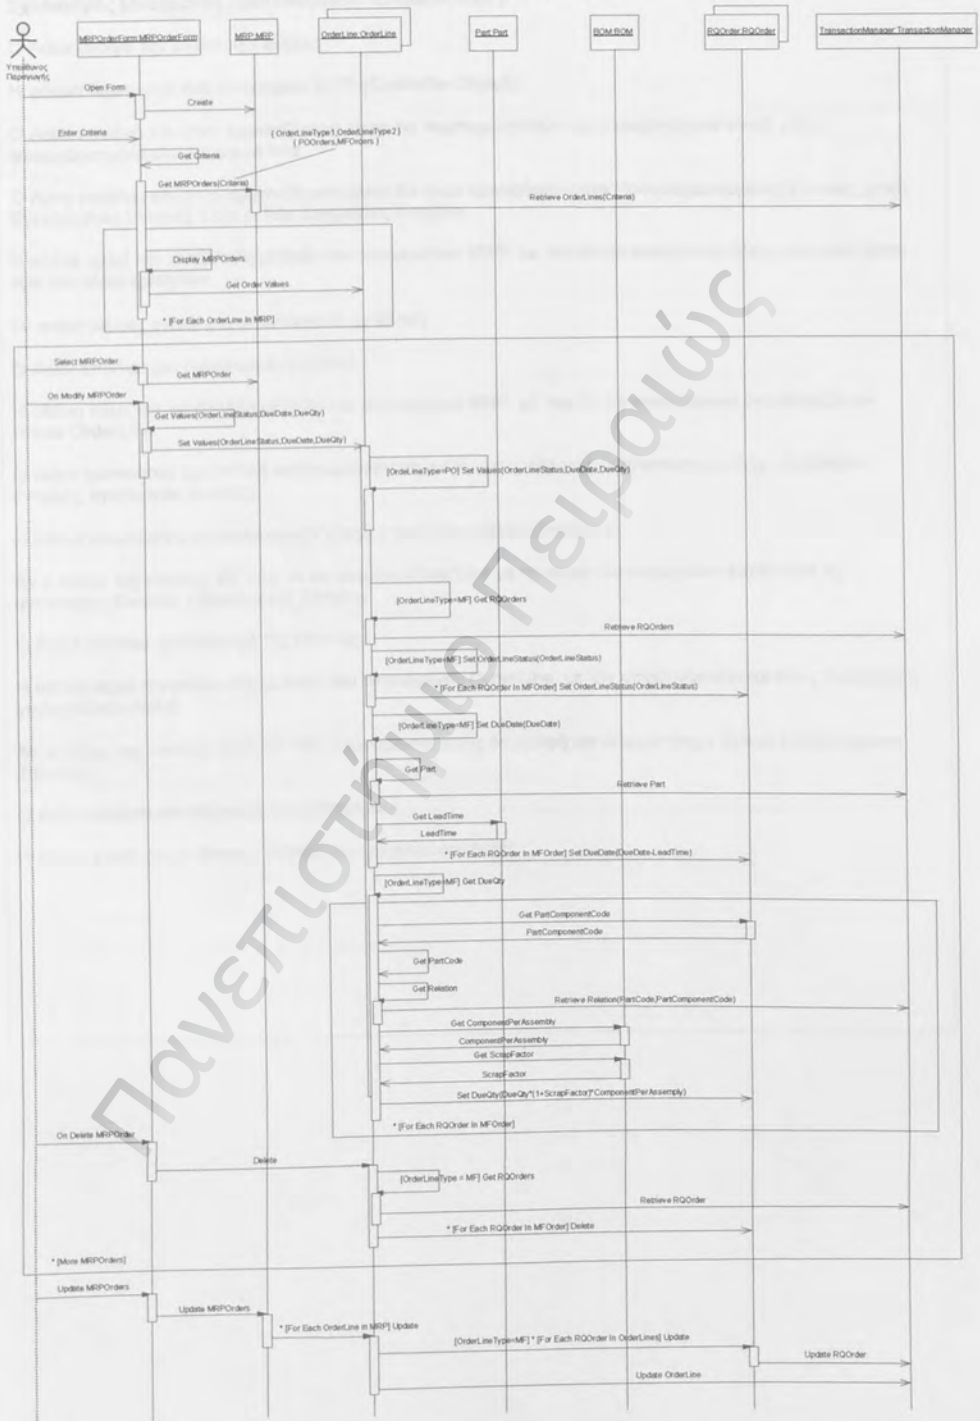 MRPOrderForm:MRPOrderForm
MRP:MRP
OrderLine:OrderLine
Part:Part
BOM:BOM
RQOrder:RQOrder
TransactionManager:TransactionManager
Υπεύθυνος
Παραγωγής
Open Form
Create
Enter Criteria
{ OrderLineType1,OrderLineType2 }
{ POOrders,MFOrders }
Get Criteria
Get MRPOrders(Criteria)
Retrieve OrderLines(Criteria)
Display MRPOrders
Get Order Values
* [For Each OrderLine In MRP]
Select MRPOrder
Get MRPOrder
On Modify MRPOrder
Get Values(OrderLineStatus,DueDate,DueQty)
Set Values(OrderLineStatus,DueDate,DueQty)
[OrdeLineType=PO] Set Values(OrderLineStatus,DueDate,DueQty)
[OrderLineType=MF] Get RQOrders
Retrieve RQOrders
[OrderLineType=MF] Set OrderLineStatus(OrderLineStatus)
* [For Each RQOrder In MFOrder] Set OrderLineStatus(OrderLineStatus)
[OrderLineType=MF] Set DueDate(DueDate)
Get Part
Retrieve Part
Get LeadTime
LeadTime
* [For Each RQOrder In MFOrder] Set DueDate(DueDate-LeadTime)
[OrderLineType=MF] Get DueQty
Get PartComponentCode
PartComponentCode
Get PartCode
Get Relation
Retrieve Relation(PartCode,PartComponentCode)
Get ComponentPerAssembly
ComponentPerAssembly
Get ScrapFactor
ScrapFactor
Set DueQty(DueQty*(1+ScrapFactor)*ComponentPerAssemply)
* [For Each RQOrder In MFOrder]
On Delete MRPOrder
Delete
[OrderLineType = MF] Get RQOrders
Retrieve RQOrder
* [For Each RQOrder In MFOrder] Delete
* [More MRPOrders]
Update MRPOrders
Update MRPOrders
* [For Each OrderLine in MRP] Update
[OrderLineType=MF] * [For Each RQOrder In OrderLines] Update
Update RQOrder
Update OrderLine
Πανεπιστήμιο Πειραιώς